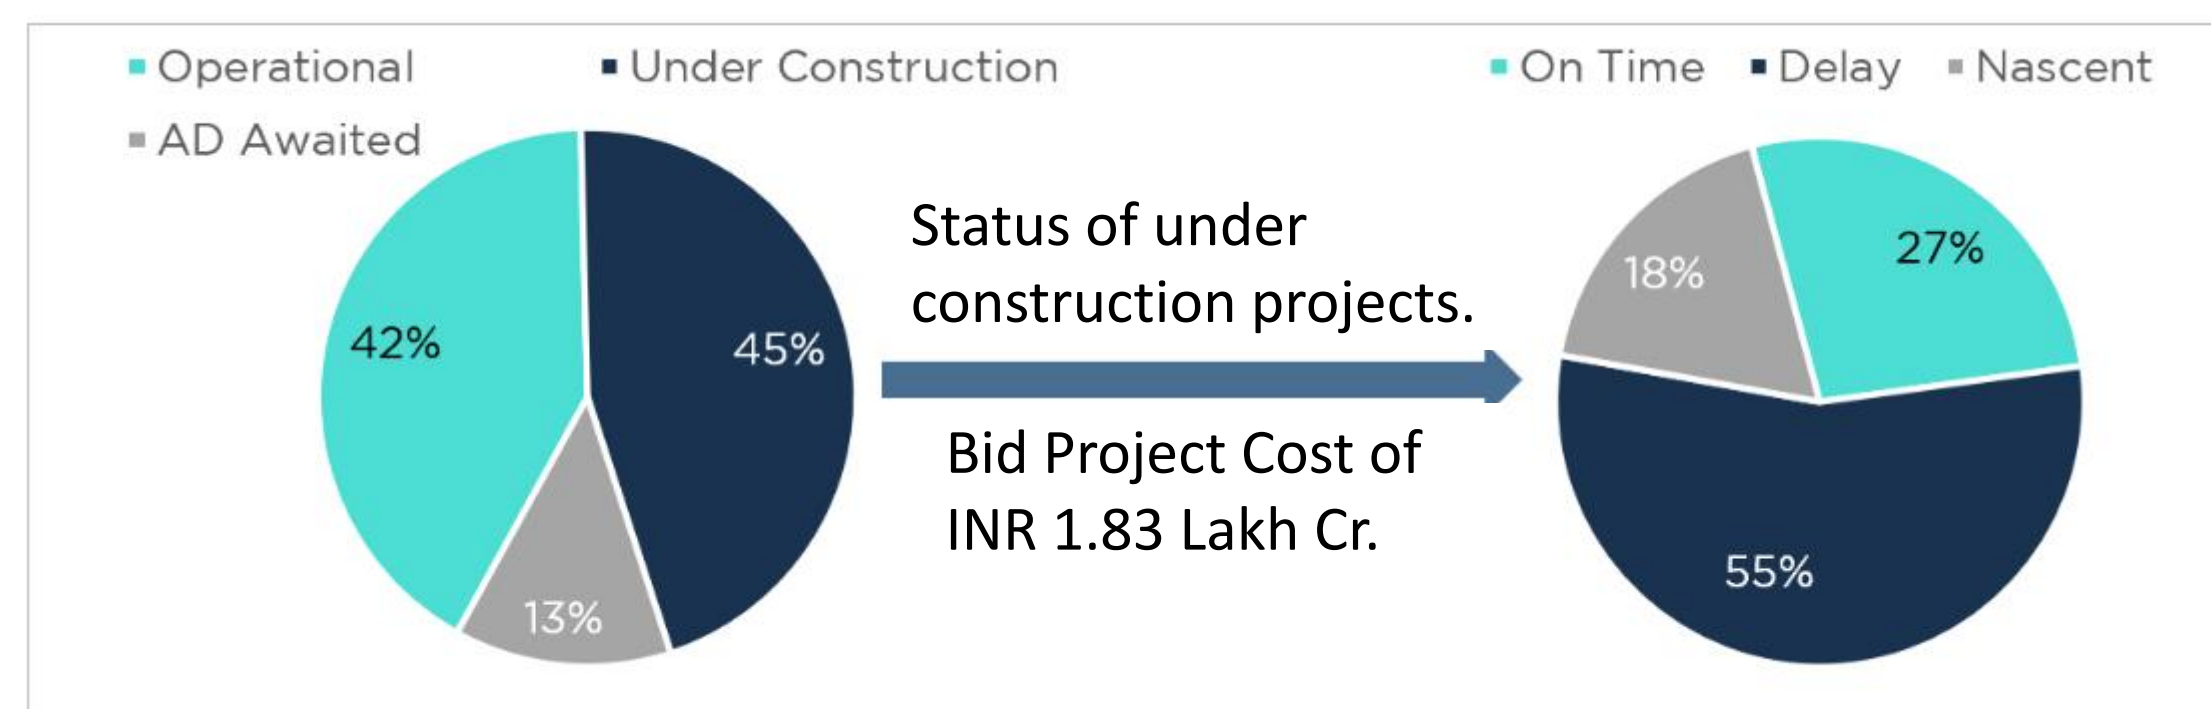 Operational
Under Construction
AD Awaited
42%
45%
13%
Status of under
construction projects.
Bid Project Cost of
INR 1.83 Lakh Cr.
On Time
Delay
Nascent
18%
27%
55%